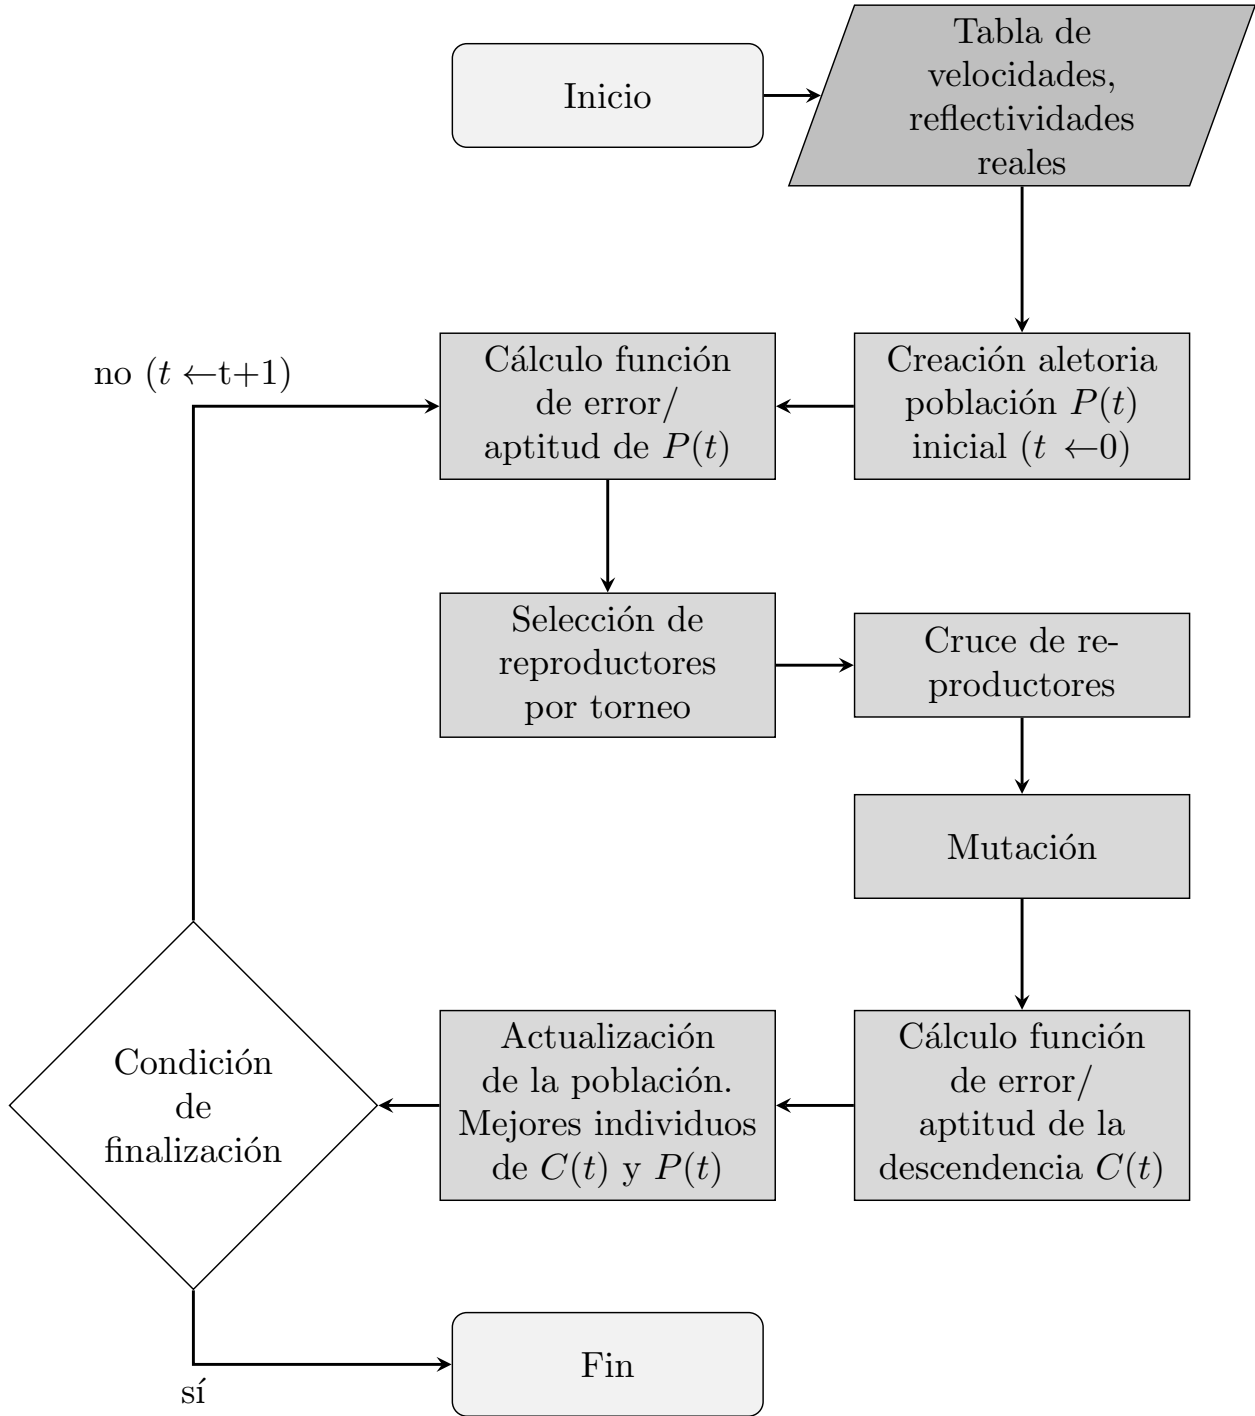 Inicio
Tabla de
velocidades,
reflectividades
reales
no (t ←t+1)
Cálculo función
de error/
aptitud de P(t)
Creación aletoria
población P(t)
inicial (t ←0)
Selección de
reproductores
por torneo
Cruce de re-
productores
Mutación
Condición
de
finalización
Actualización
de la población.
Mejores individuos
de C(t) y P(t)
Cálculo función
de error/
aptitud de la
descendencia C(t)
sí
Fin